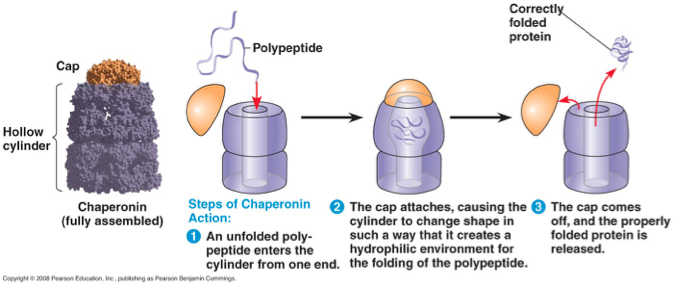 Cap
Hollow
cylinder
Chaperonin
(fully assembled)
Polypeptide
Correctly
folded
protein
Steps of Chaperonin
Action:
1 An unfolded poly-
peptide enters the
cylinder from one end.
2 The cap attaches, causing the
cylinder to change shape in
such a way that it creates a
hydrophilic environment for
the folding of the polypeptide.
3 The cap comes
off, and the properly
folded protein is
released.
Copyright © 2008 Pearson Education, Inc., publishing as Pearson Benjamin Cummings.